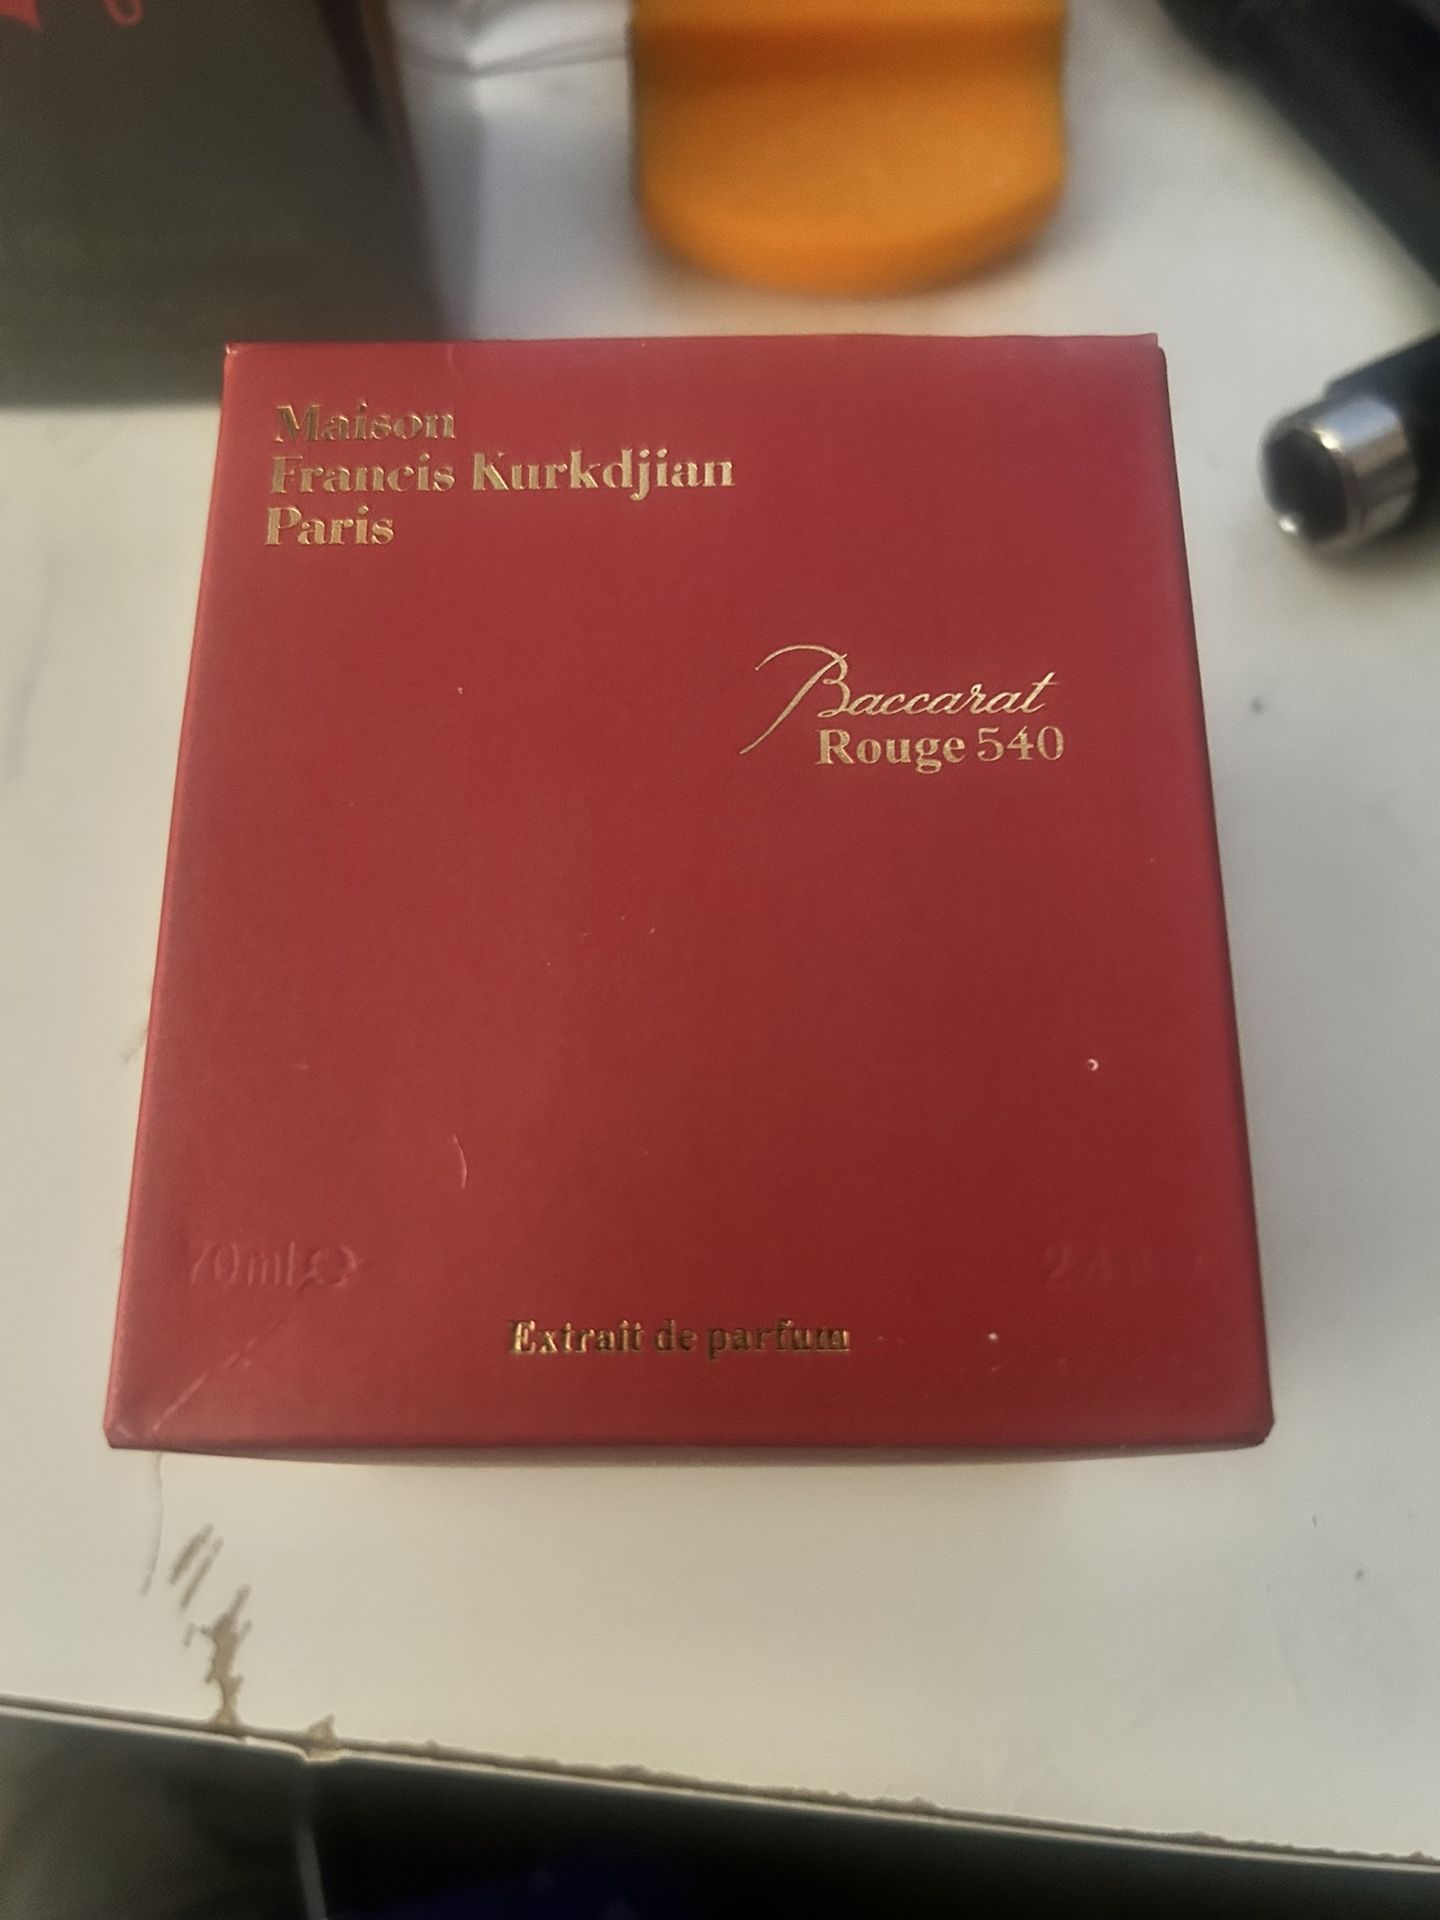 Maison
Francis Kurkdjian
Paris
Baccarat
Rouge 540
Extrait de parfum